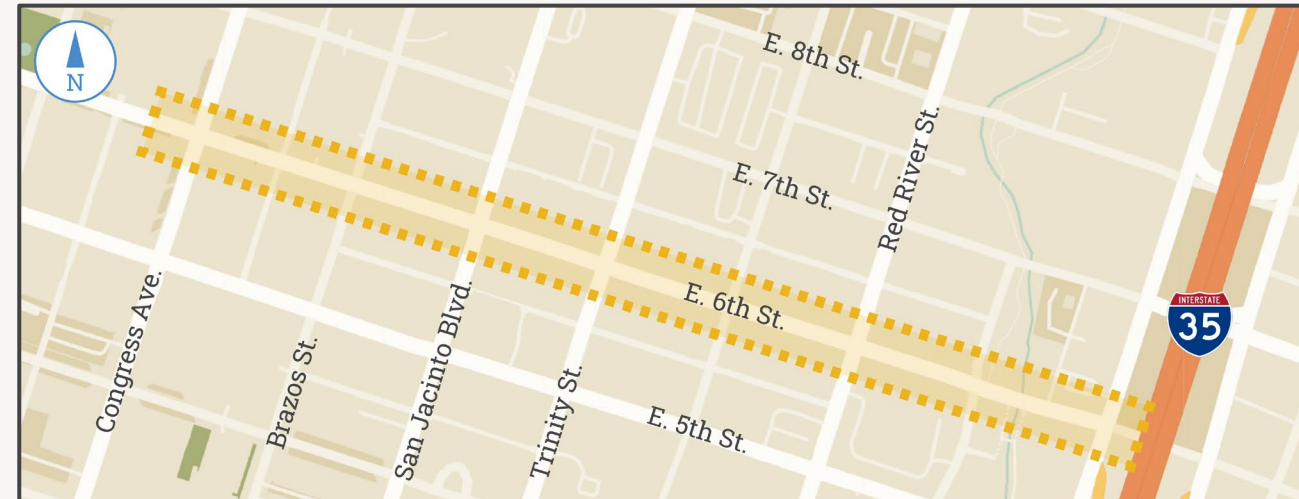 N
E. 8th St.
E. 7th St.
Red River St.
E. 6th St.
INTERSTATE
35
Congress Ave.
Brazos St.
San Jacinto Blvd.
Trinity St.
E. 5th St.